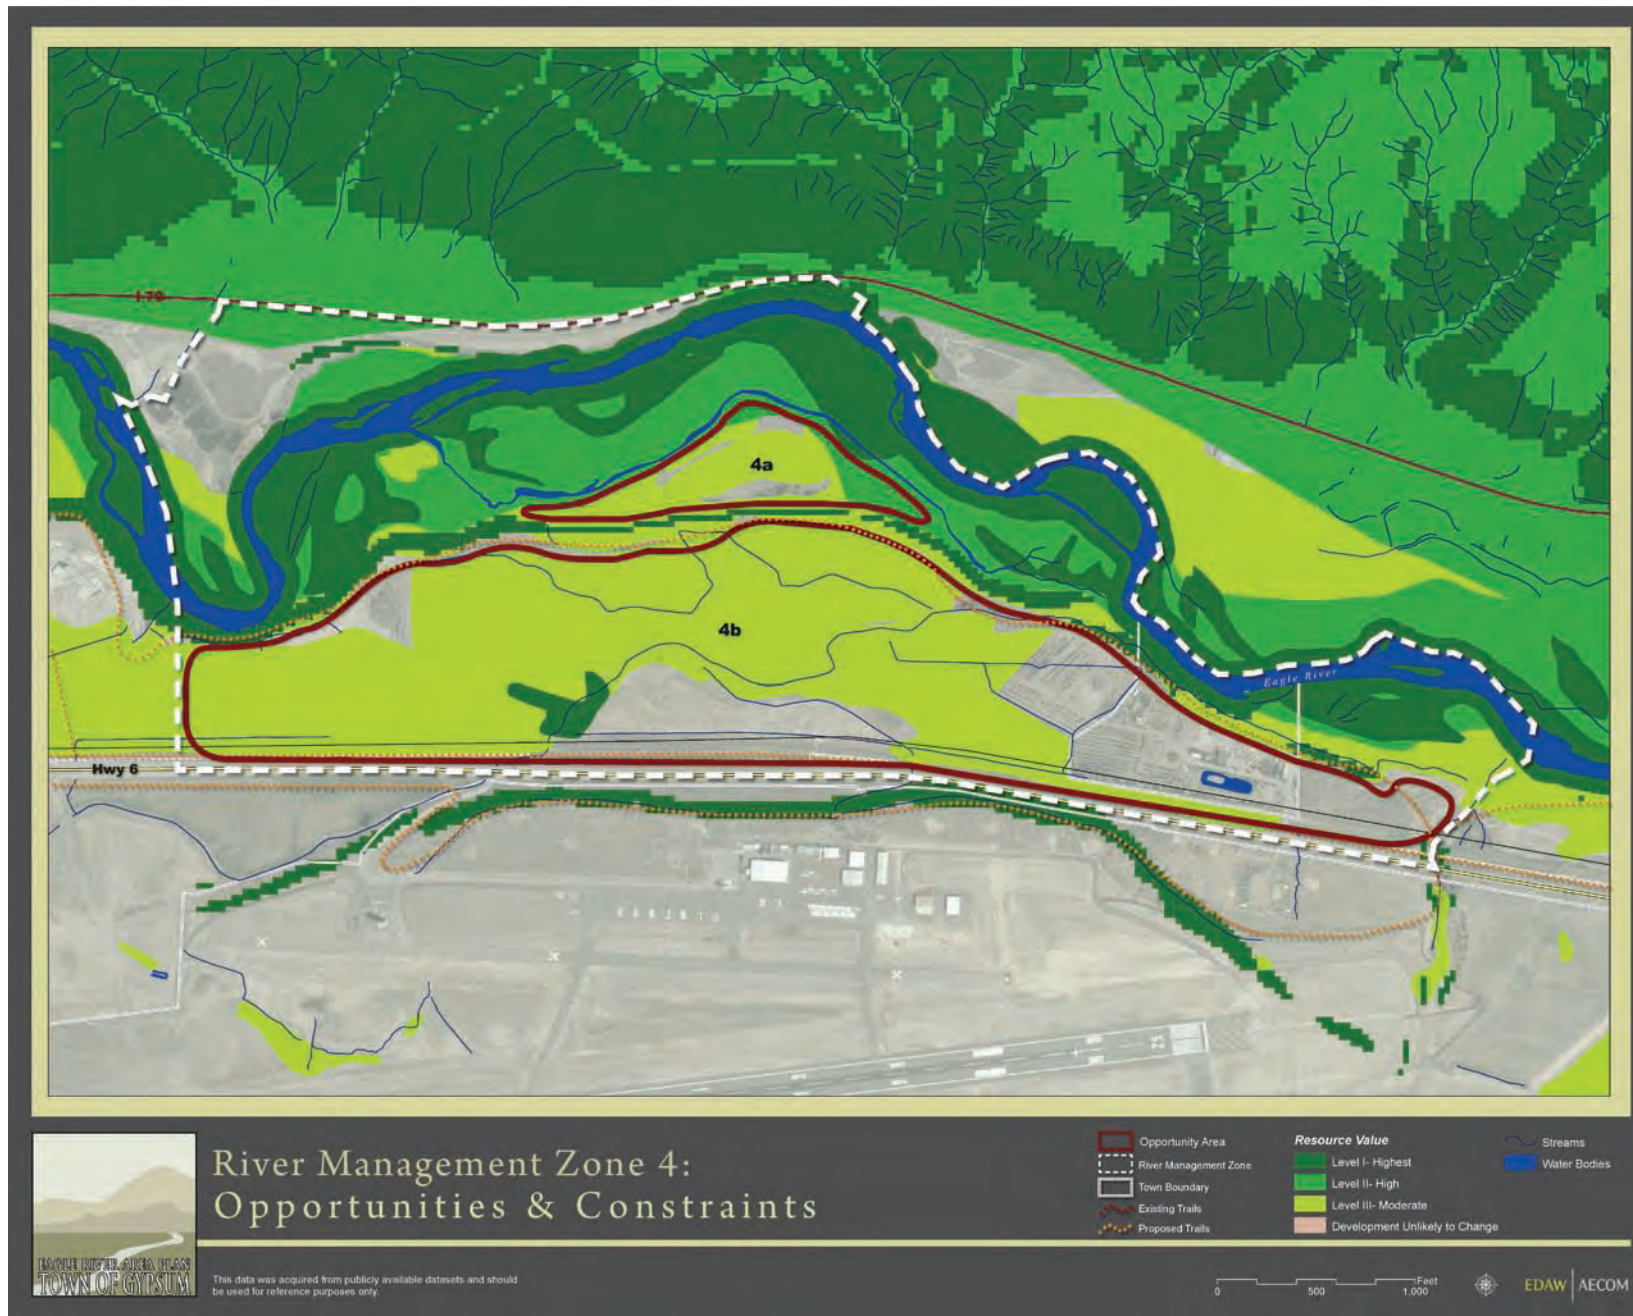 I-70
4a
4b
Eagle River
Hwy 6
25
River Management Zone 4:
Opportunities & Constraints
EAGLE RIVER AREA PLAN
TOWN OF GYPSUM
This data was acquired from publicly available datasets and should
be used for reference purposes only.
Opportunity Area
River Management Zone
Town Boundary
Existing Trails
Proposed Trails
Resource Value
Level I- Highest
Level II- High
Level III- Moderate
Development Unlikely to Change
Streams
Water Bodies
Feet
0 500 1,000
EDAW | AECOM